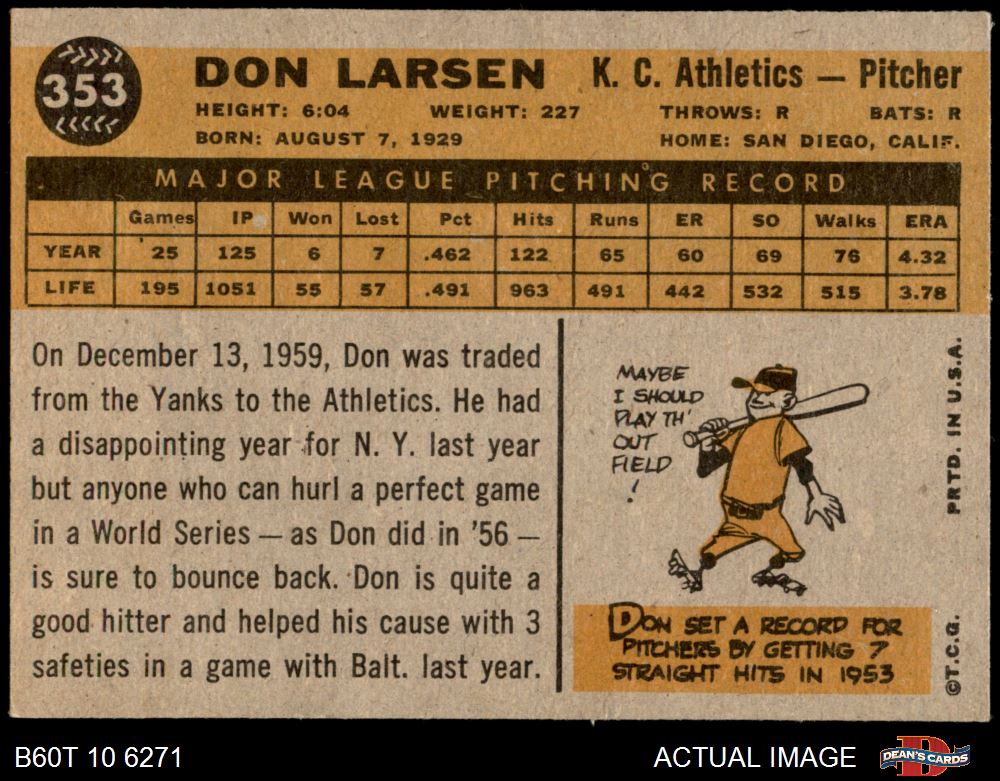 353
DON LARSEN K. C. Athletics — Pitcher
HEIGHT: 6:04 WEIGHT: 227 THROWS: R BATS: R
BORN: AUGUST 7, 1929 HOME: SAN DIEGO, CALIF.
MAJOR LEAGUE PITCHING RECORD
Games IP Won Lost Pct Hits Runs ER SO Walks ERA
YEAR 25 125 6 7 .462 122 65 60 69 76 4.32
LIFE 195 1051 55 57 .491 963 491 442 532 515 3.78
On December 13, 1959, Don was traded
from the Yanks to the Athletics. He had
a disappointing year for N. Y. last year
but anyone who can hurl a perfect game
in a World Series — as Don did in '56 —
is sure to bounce back. Don is quite a
good hitter and helped his cause with 3
safeties in a game with Balt. last year.
MAYBE
I SHOULD
PLAY TH'
OUT
FIELD
!
DON SET A RECORD FOR
PITCHERS BY GETTING 7
STRAIGHT HITS IN 1953
©T.C.G. PRTD. IN U.S.A.
B60T 10 6271 ACTUAL IMAGE DEAN'S CARDS